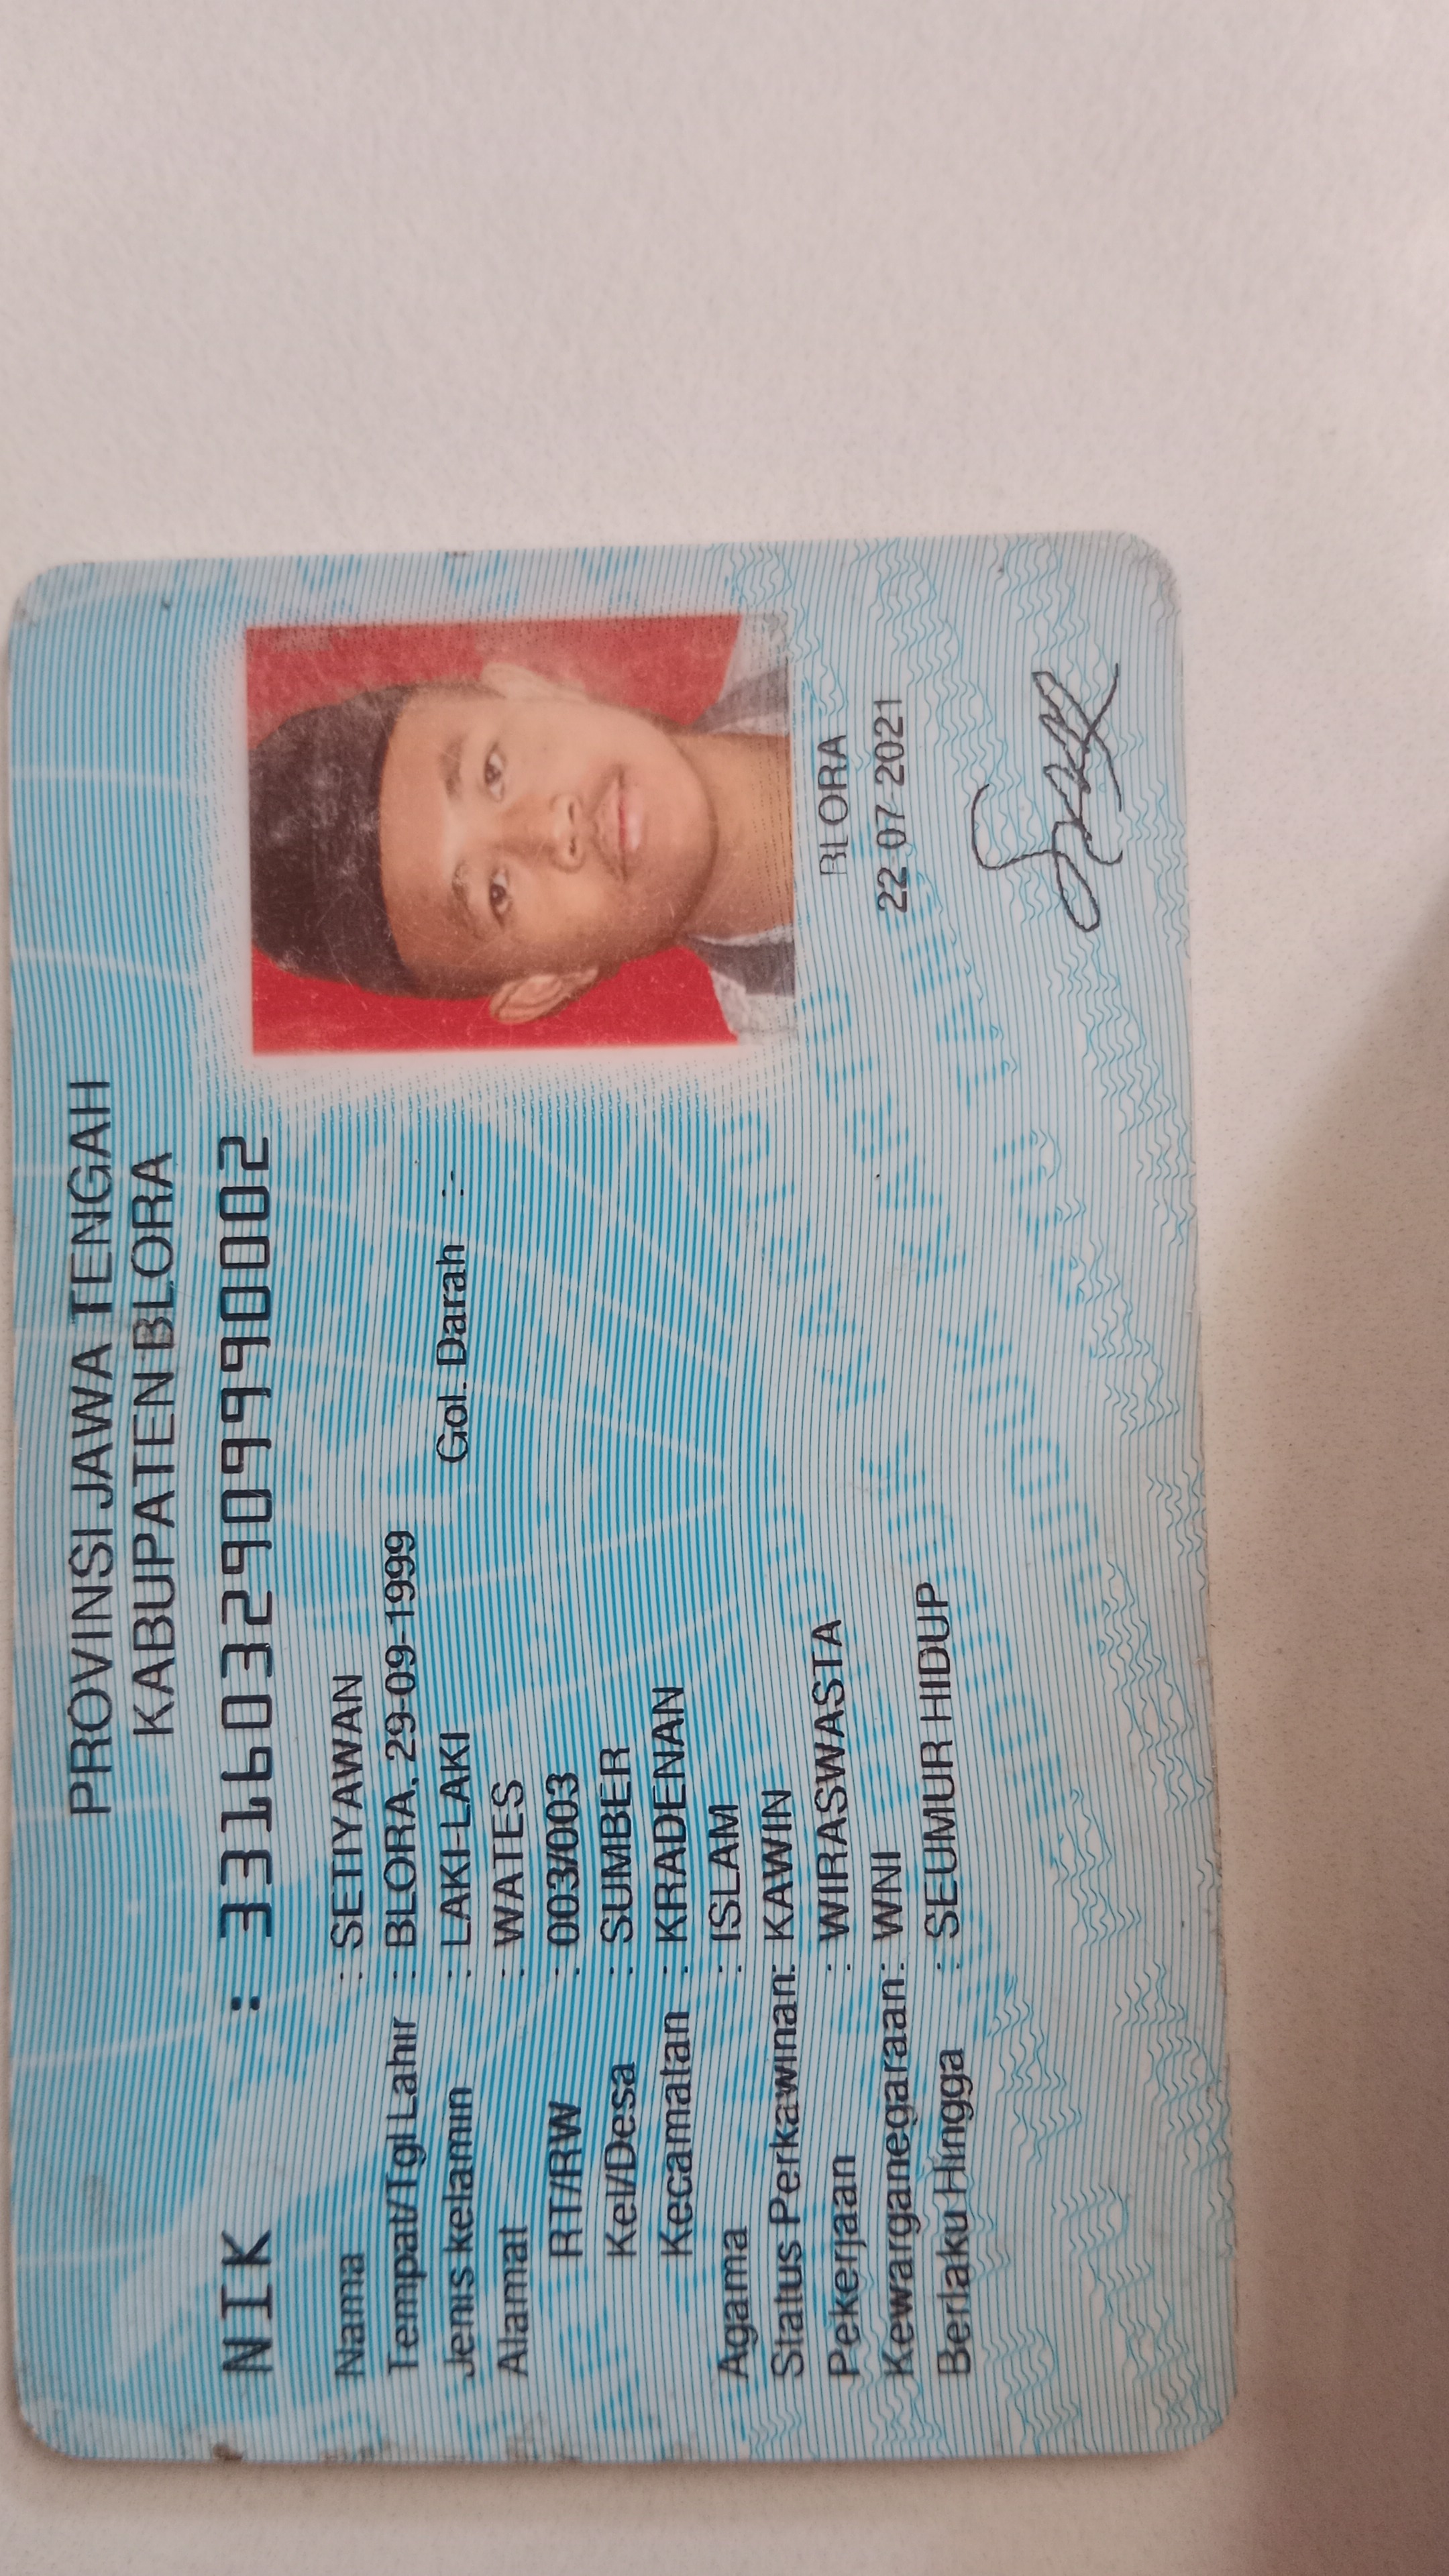 PROVINSI JAWA TENGAH
KABUPATEN BLORA
NIK : 3316032909990002
Nama : SETIYAWAN
Tempat/Tgl Lahir : BLORA, 29-09-1999
Jenis kelamin : LAKI-LAKI Gol. Darah : -
Alamat : WATES
RT/RW : 003/003
Kel/Desa : SUMBER
Kecamatan : KRADENAN
Agama : ISLAM
Status Perkawinan: KAWIN
Pekerjaan : WIRASWASTA
Kewarganegaraan: WNI
Berlaku Hingga : SEUMUR HIDUP
BLORA
22-07-2021